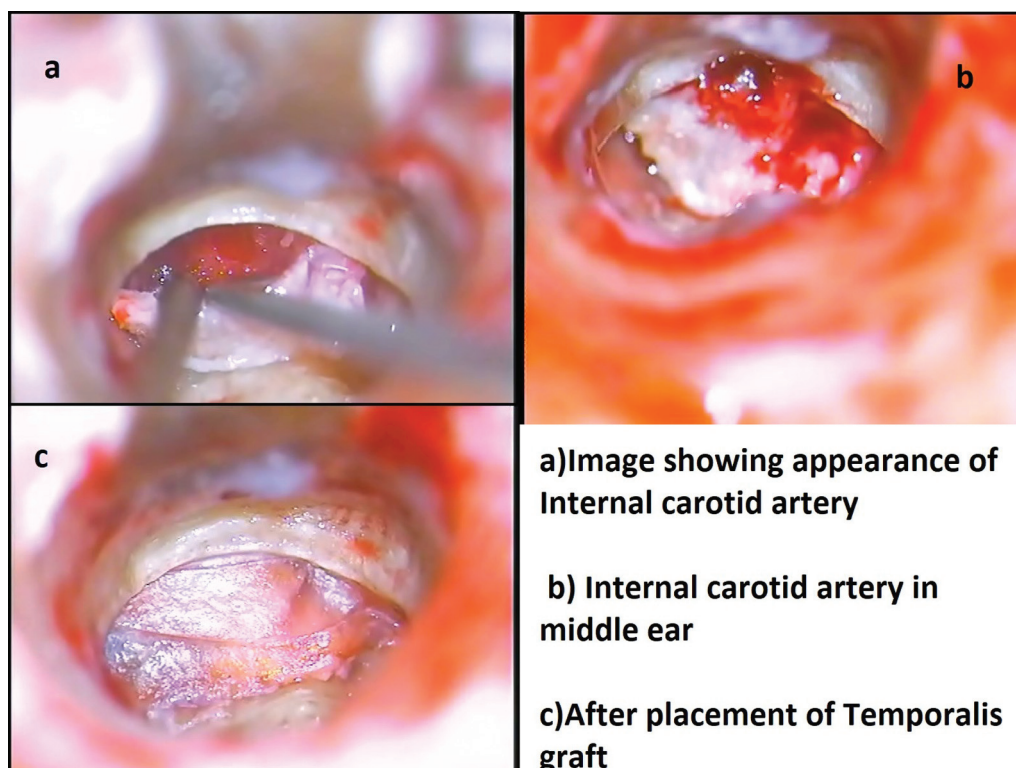 a
b
c
a)Image showing appearance of
Internal carotid artery
b) Internal carotid artery in
middle ear
c)After placement of Temporalis
graft